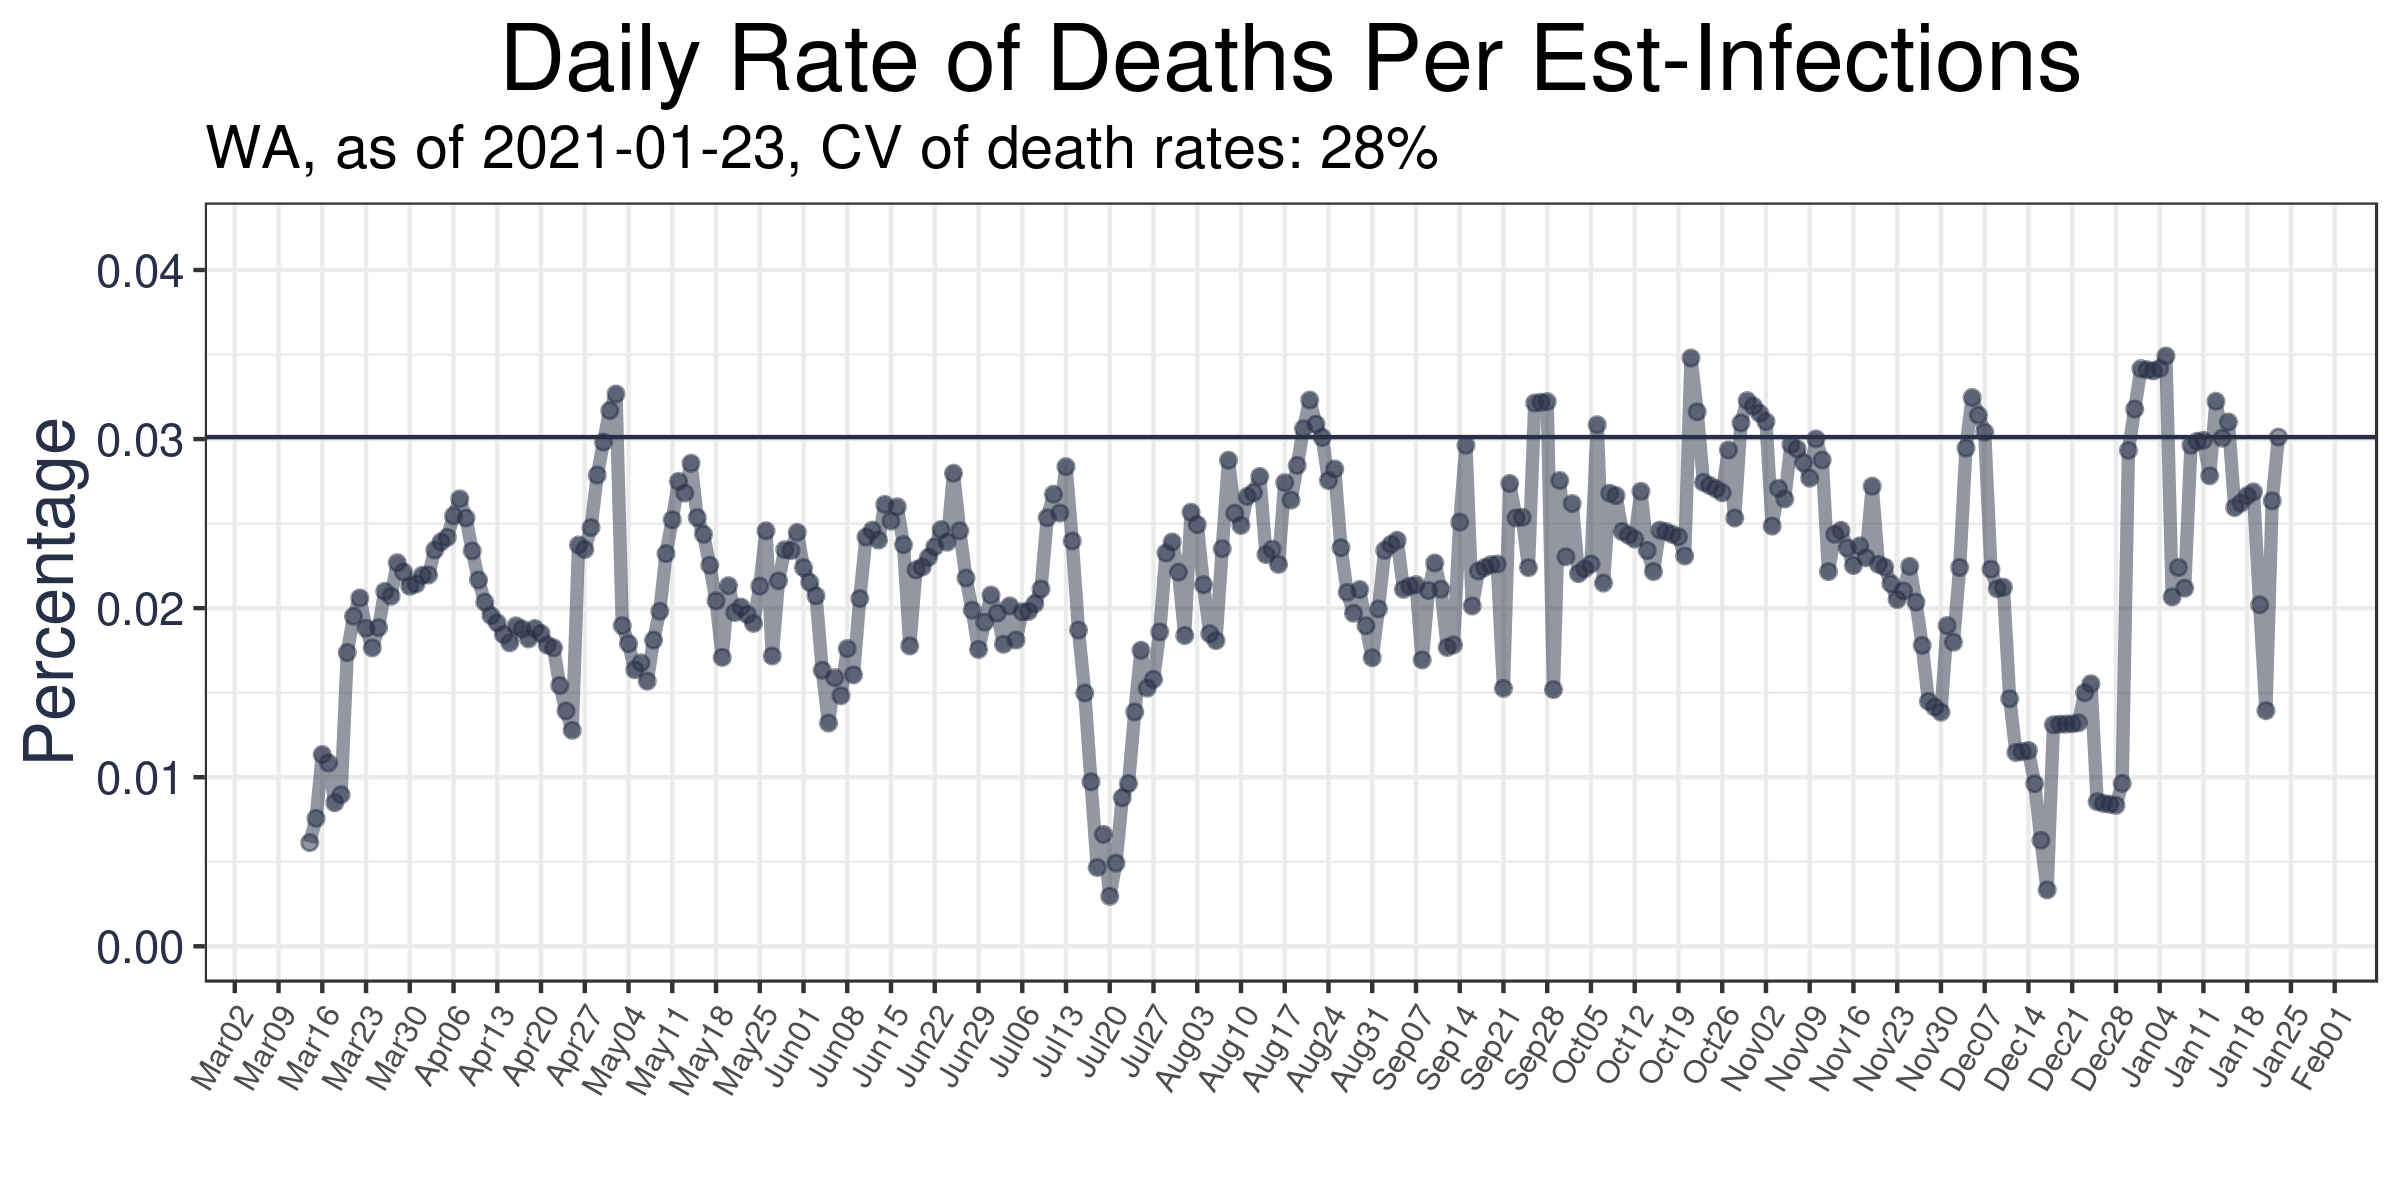 Daily Rate of Deaths Per Est-Infections
WA, as of 2021-01-23, CV of death rates: 28%
Percentage
0.04
0.03
0.02
0.01
0.00
Mar02 Mar09 Mar16 Mar23 Mar30 Apr06 Apr13 Apr20 Apr27 May04 May11 May18 May25 Jun01 Jun08 Jun15 Jun22 Jun29 Jul06 Jul13 Jul20 Jul27 Aug03 Aug10 Aug17 Aug24 Aug31 Sep07 Sep14 Sep21 Sep28 Oct05 Oct12 Oct19 Oct26 Nov02 Nov09 Nov16 Nov23 Nov30 Dec07 Dec14 Dec21 Dec28 Jan04 Jan11 Jan18 Jan25 Feb01